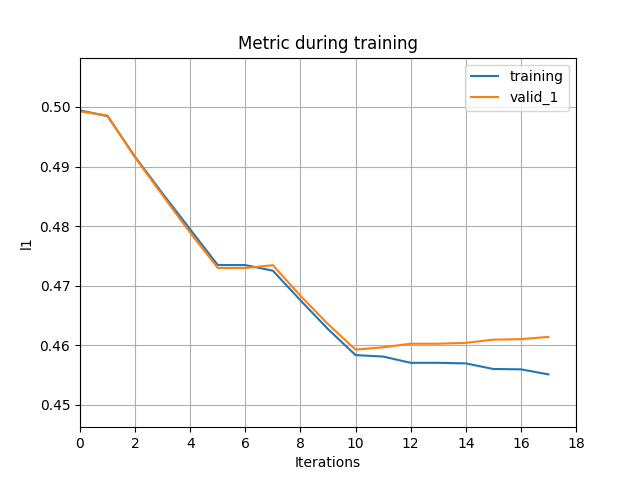 Metric during training
training
valid_1
0.50
0.49
0.48
0.47
0.46
0.45
l1
0 2 4 6 8 10 12 14 16 18
Iterations